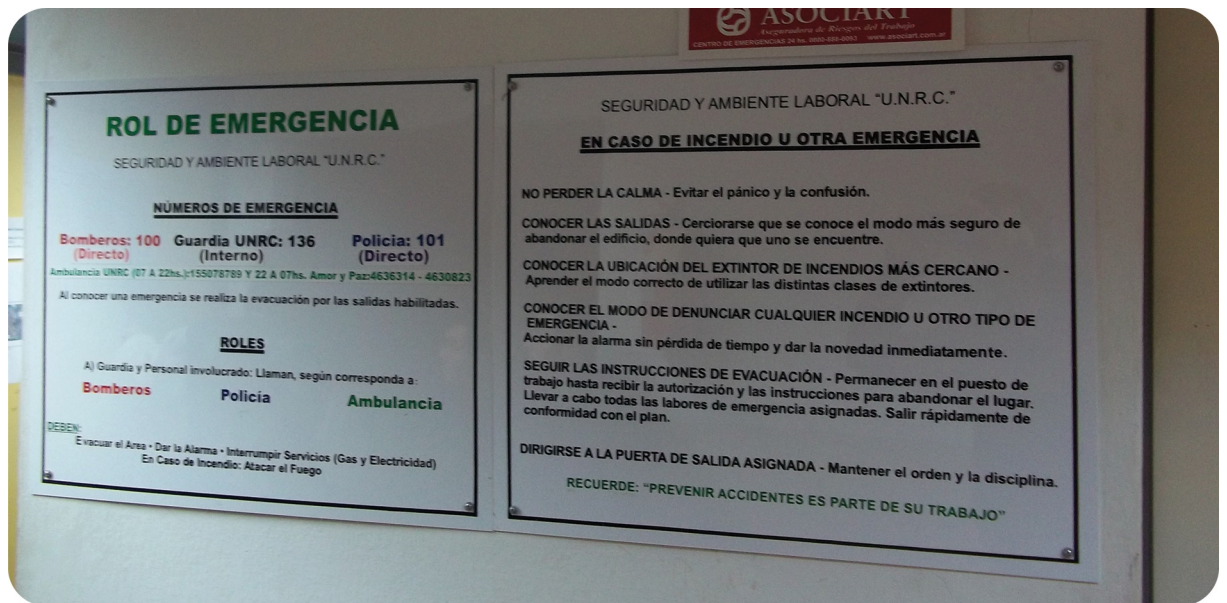 ASOCIART
Aseguradora de Riesgos del Trabajo
CENTRO DE EMERGENCIAS 24 hs. 0800-888-0093 www.asociart.com.ar
ROL DE EMERGENCIA
SEGURIDAD Y AMBIENTE LABORAL "U.N.R.C."
NÚMEROS DE EMERGENCIA
Bomberos: 100 Guardia UNRC: 136 Policia: 101
(Directo) (Interno) (Directo)
Ambulancia UNRC (07 A 22hs.):155078789 Y 22 A 07hs. Amor y Paz:4636314 - 4630823
Al conocer una emergencia se realiza la evacuación por las salidas habilitadas.
ROLES
A) Guardia y Personal involucrado: Llaman, según corresponda a:
Bomberos Policía Ambulancia
DEBEN:
Evacuar el Area • Dar la Alarma • Interrumpir Servicios (Gas y Electricidad)
En Caso de Incendio: Atacar el Fuego
SEGURIDAD Y AMBIENTE LABORAL "U.N.R.C."
EN CASO DE INCENDIO U OTRA EMERGENCIA
NO PERDER LA CALMA - Evitar el pánico y la confusión.
CONOCER LAS SALIDAS - Cerciorarse que se conoce el modo más seguro de
abandonar el edificio, donde quiera que uno se encuentre.
CONOCER LA UBICACIÓN DEL EXTINTOR DE INCENDIOS MÁS CERCANO -
Aprender el modo correcto de utilizar las distintas clases de extintores.
CONOCER EL MODO DE DENUNCIAR CUALQUIER INCENDIO U OTRO TIPO DE
EMERGENCIA -
Accionar la alarma sin pérdida de tiempo y dar la novedad inmediatamente.
SEGUIR LAS INSTRUCCIONES DE EVACUACIÓN - Permanecer en el puesto de
trabajo hasta recibir la autorización y las instrucciones para abandonar el lugar.
Llevar a cabo todas las labores de emergencia asignadas. Salir rápidamente de
conformidad con el plan.
DIRIGIRSE A LA PUERTA DE SALIDA ASIGNADA - Mantener el orden y la disciplina.
RECUERDE: "PREVENIR ACCIDENTES ES PARTE DE SU TRABAJO"